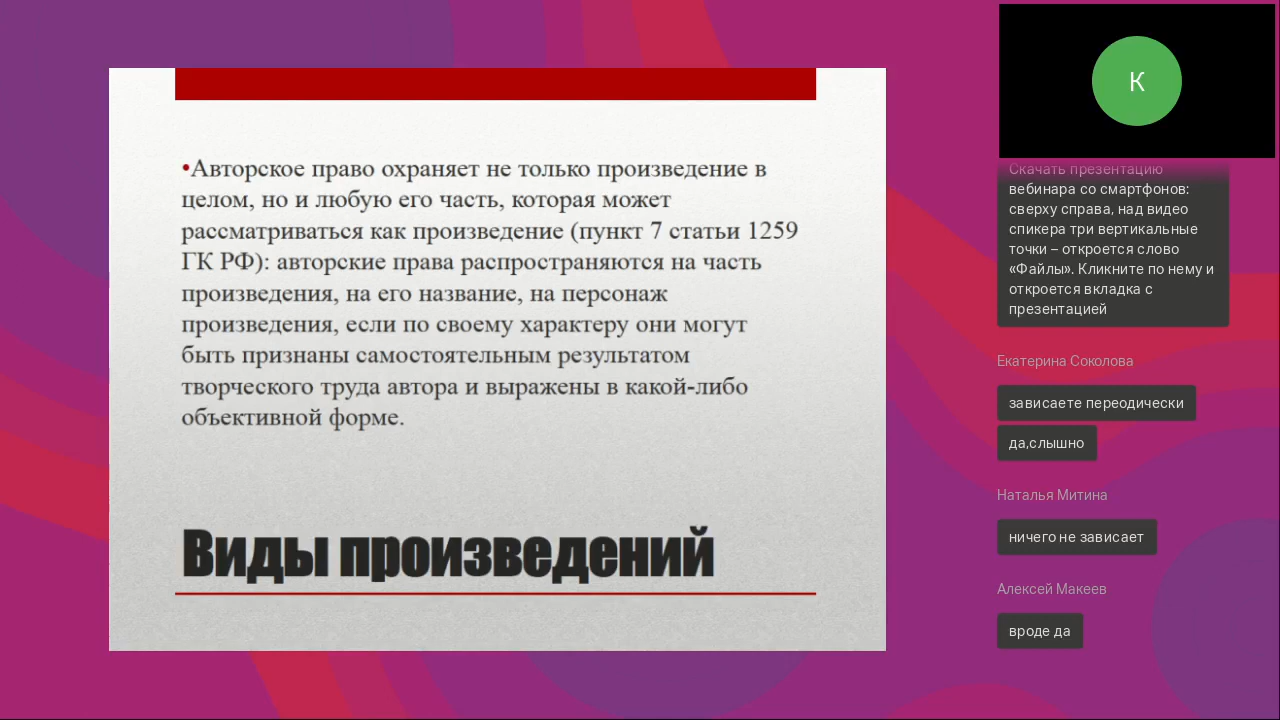 •Авторское право охраняет не только произведение в
целом, но и любую его часть, которая может
рассматриваться как произведение (пункт 7 статьи 1259
ГК РФ): авторские права распространяются на часть
произведения, на его название, на персонаж
произведения, если по своему характеру они могут
быть признаны самостоятельным результатом
творческого труда автора и выражены в какой-либо
объективной форме.
Виды произведений
К
Скачать презентацию
вебинара со смартфонов:
сверху справа, над видео
спикера три вертикальные
точки – откроется слово
«Файлы». Кликните по нему и
откроется вкладка с
презентацией
Екатерина Соколова
зависаете переодически
да,слышно
Наталья Митина
ничего не зависает
Алексей Макеев
вроде да